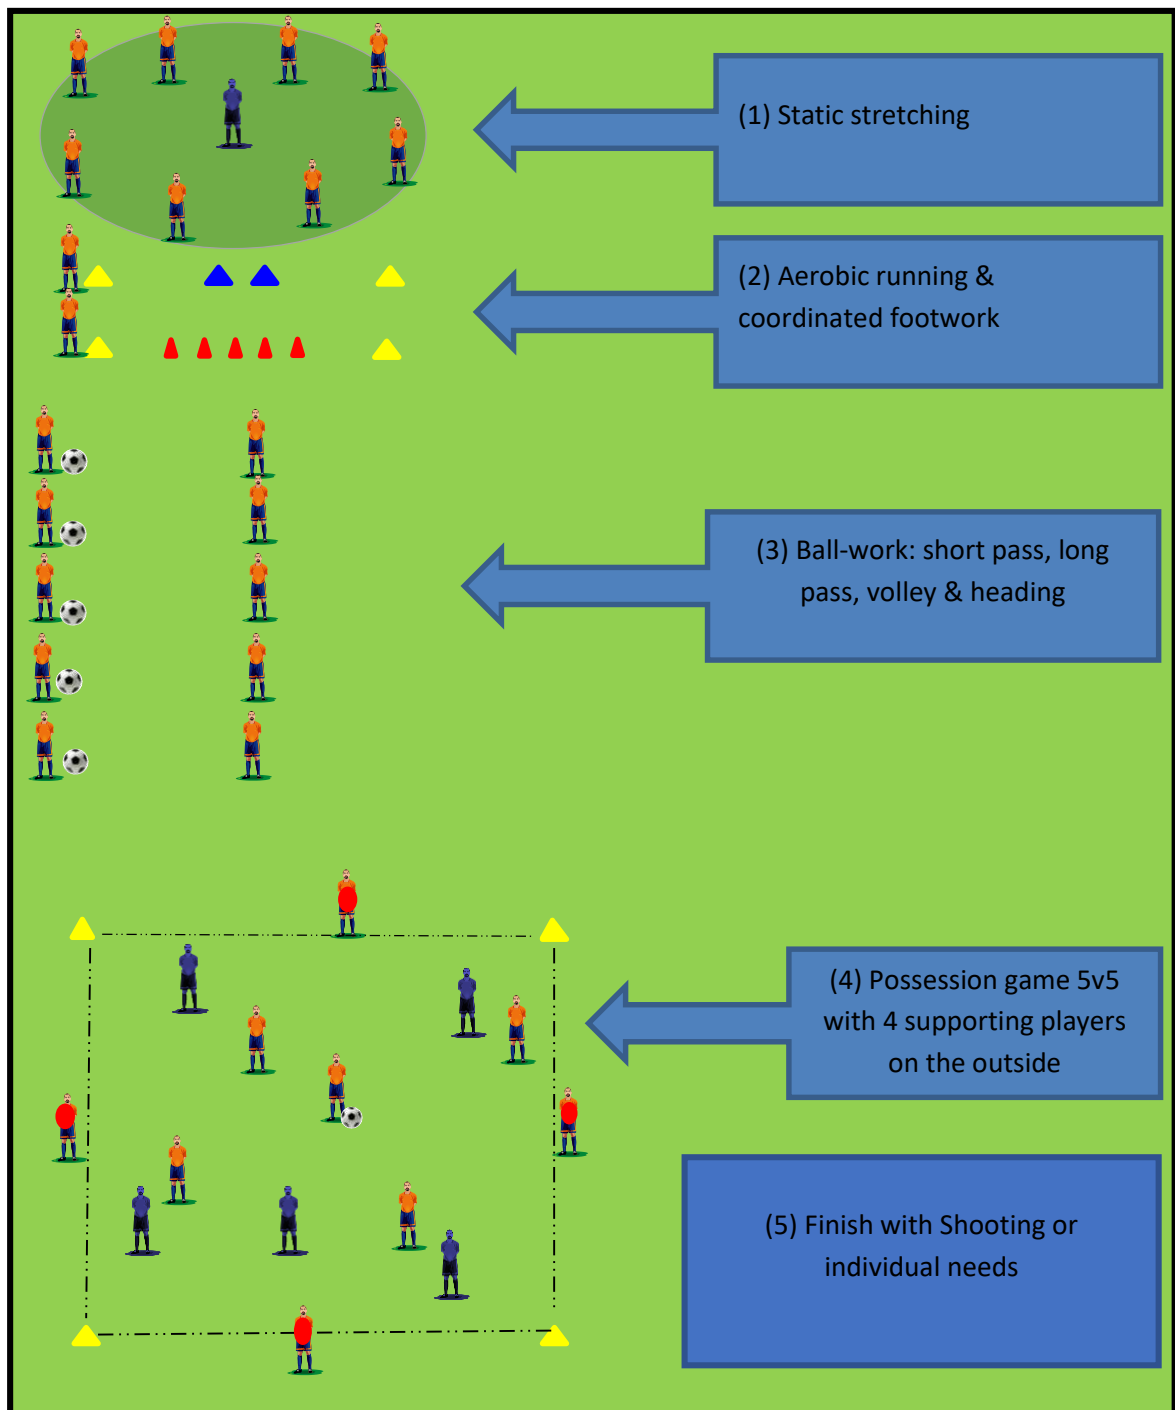 (1) Static stretching
(2) Aerobic running &
coordinated footwork
(3) Ball-work: short pass, long
pass, volley & heading
(4) Possession game 5v5
with 4 supporting players
on the outside
(5) Finish with Shooting or
individual needs